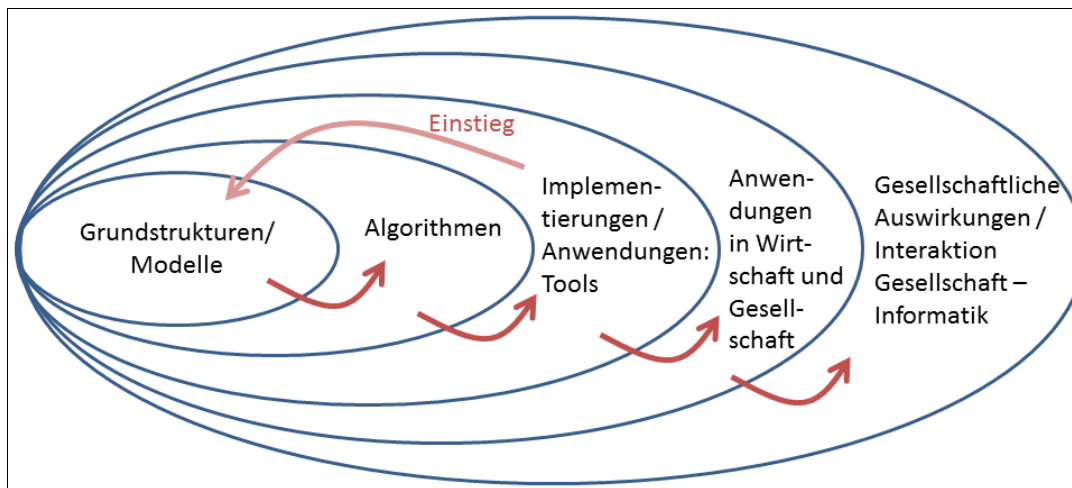 Einstieg
Grundstrukturen/
Modelle
Algorithmen
Implemen-
tierungen /
Anwendungen:
Tools
Anwen-
dungen
in Wirt-
schaft und
Gesell-
schaft
Gesellschaftliche
Auswirkungen /
Interaktion
Gesellschaft –
Informatik